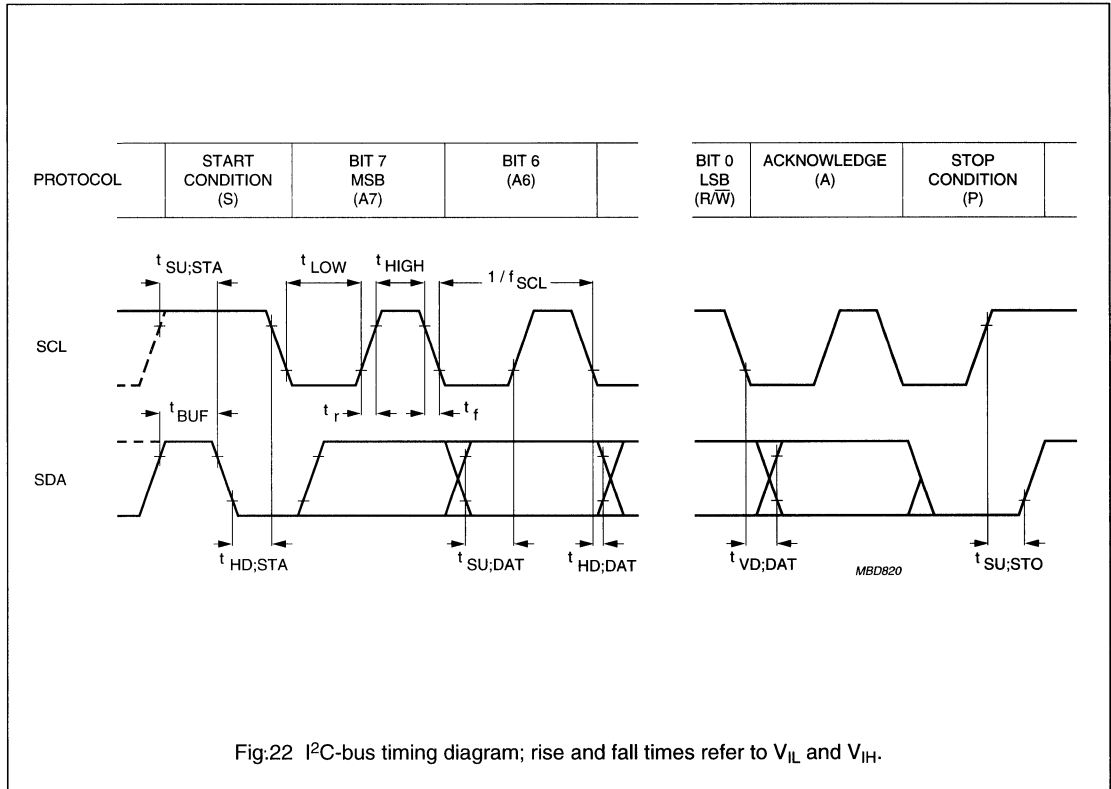 PROTOCOL
START
CONDITION
(S)
BIT 7
MSB
(A7)
BIT 6
(A6)
BIT 0
LSB
(R/W̅)
ACKNOWLEDGE
(A)
STOP
CONDITION
(P)
t SU;STA
t LOW
t HIGH
1 / f SCL
SCL
t BUF
t r
t f
SDA
t HD;STA
t SU;DAT
t HD;DAT
t VD;DAT
MBD820
t SU;STO
Fig.22 I²C-bus timing diagram; rise and fall times refer to VIL and VIH.